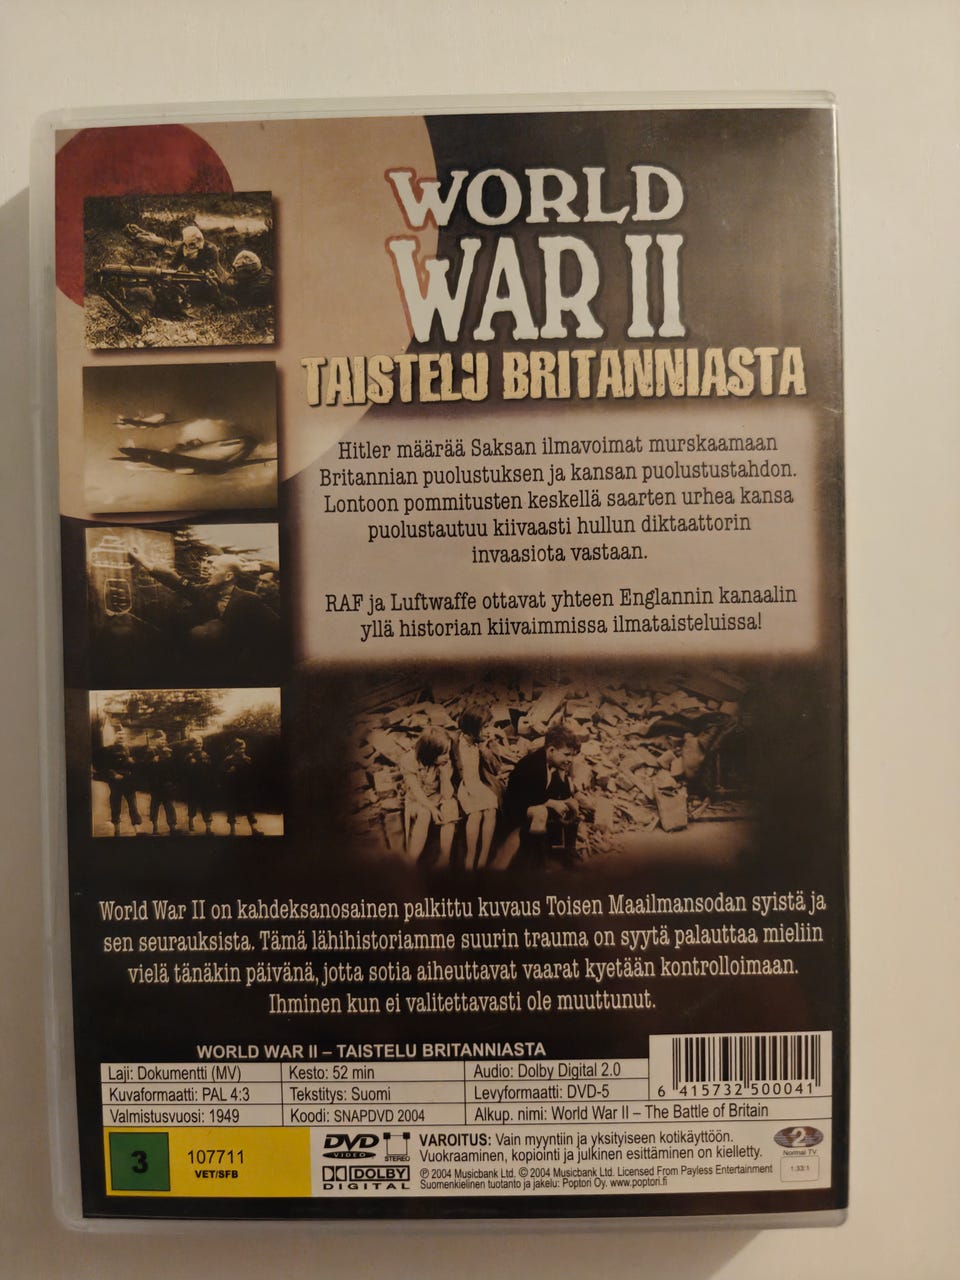 WORLD
WAR II
TAISTELU BRITANNIASTA
Hitler määrää Saksan ilmavoimat murskaamaan
Britannian puolustuksen ja kansan puolustustahdon.
Lontoon pommitusten keskellä saarten urhea kansa
puolustautuu kiivaasti hullun diktaattorin
invaasiota vastaan.
RAF ja Luftwaffe ottavat yhteen Englannin kanaalin
yllä historian kiivaimmissa ilmataisteluissa!
World War II on kahdeksanosainen palkittu kuvaus Toisen Maailmansodan syistä ja
sen seurauksista. Tämä lähihistoriamme suurin trauma on syytä palauttaa mieliin
vielä tänäkin päivänä, jotta sotia aiheuttavat vaarat kyetään kontrolloimaan.
Ihminen kun ei valitettavasti ole muuttunut.
WORLD WAR II – TAISTELU BRITANNIASTA
Laji: Dokumentti (MV) Kesto: 52 min Audio: Dolby Digital 2.0
Kuvaformaatti: PAL 4:3 Tekstitys: Suomi Levyformaatti: DVD-5
Valmistusvuosi: 1949 Koodi: SNAPDVD 2004 Alkup. nimi: World War II – The Battle of Britain
6 415732 500041
3
107711
VET/SFB
DVD
VIDEO
STEREO
DOLBY
DIGITAL
VAROITUS: Vain myyntiin ja yksityiseen kotikäyttöön.
Vuokraaminen, kopiointi ja julkinen esittäminen on kielletty.
℗ 2004 Musicbank Ltd. © 2004 Musicbank Ltd. Licensed From Payless Entertainment
Suomenkielinen tuotanto ja jakelu: Poptori Oy. www.poptori.fi
2
Normal TV
1.33:1